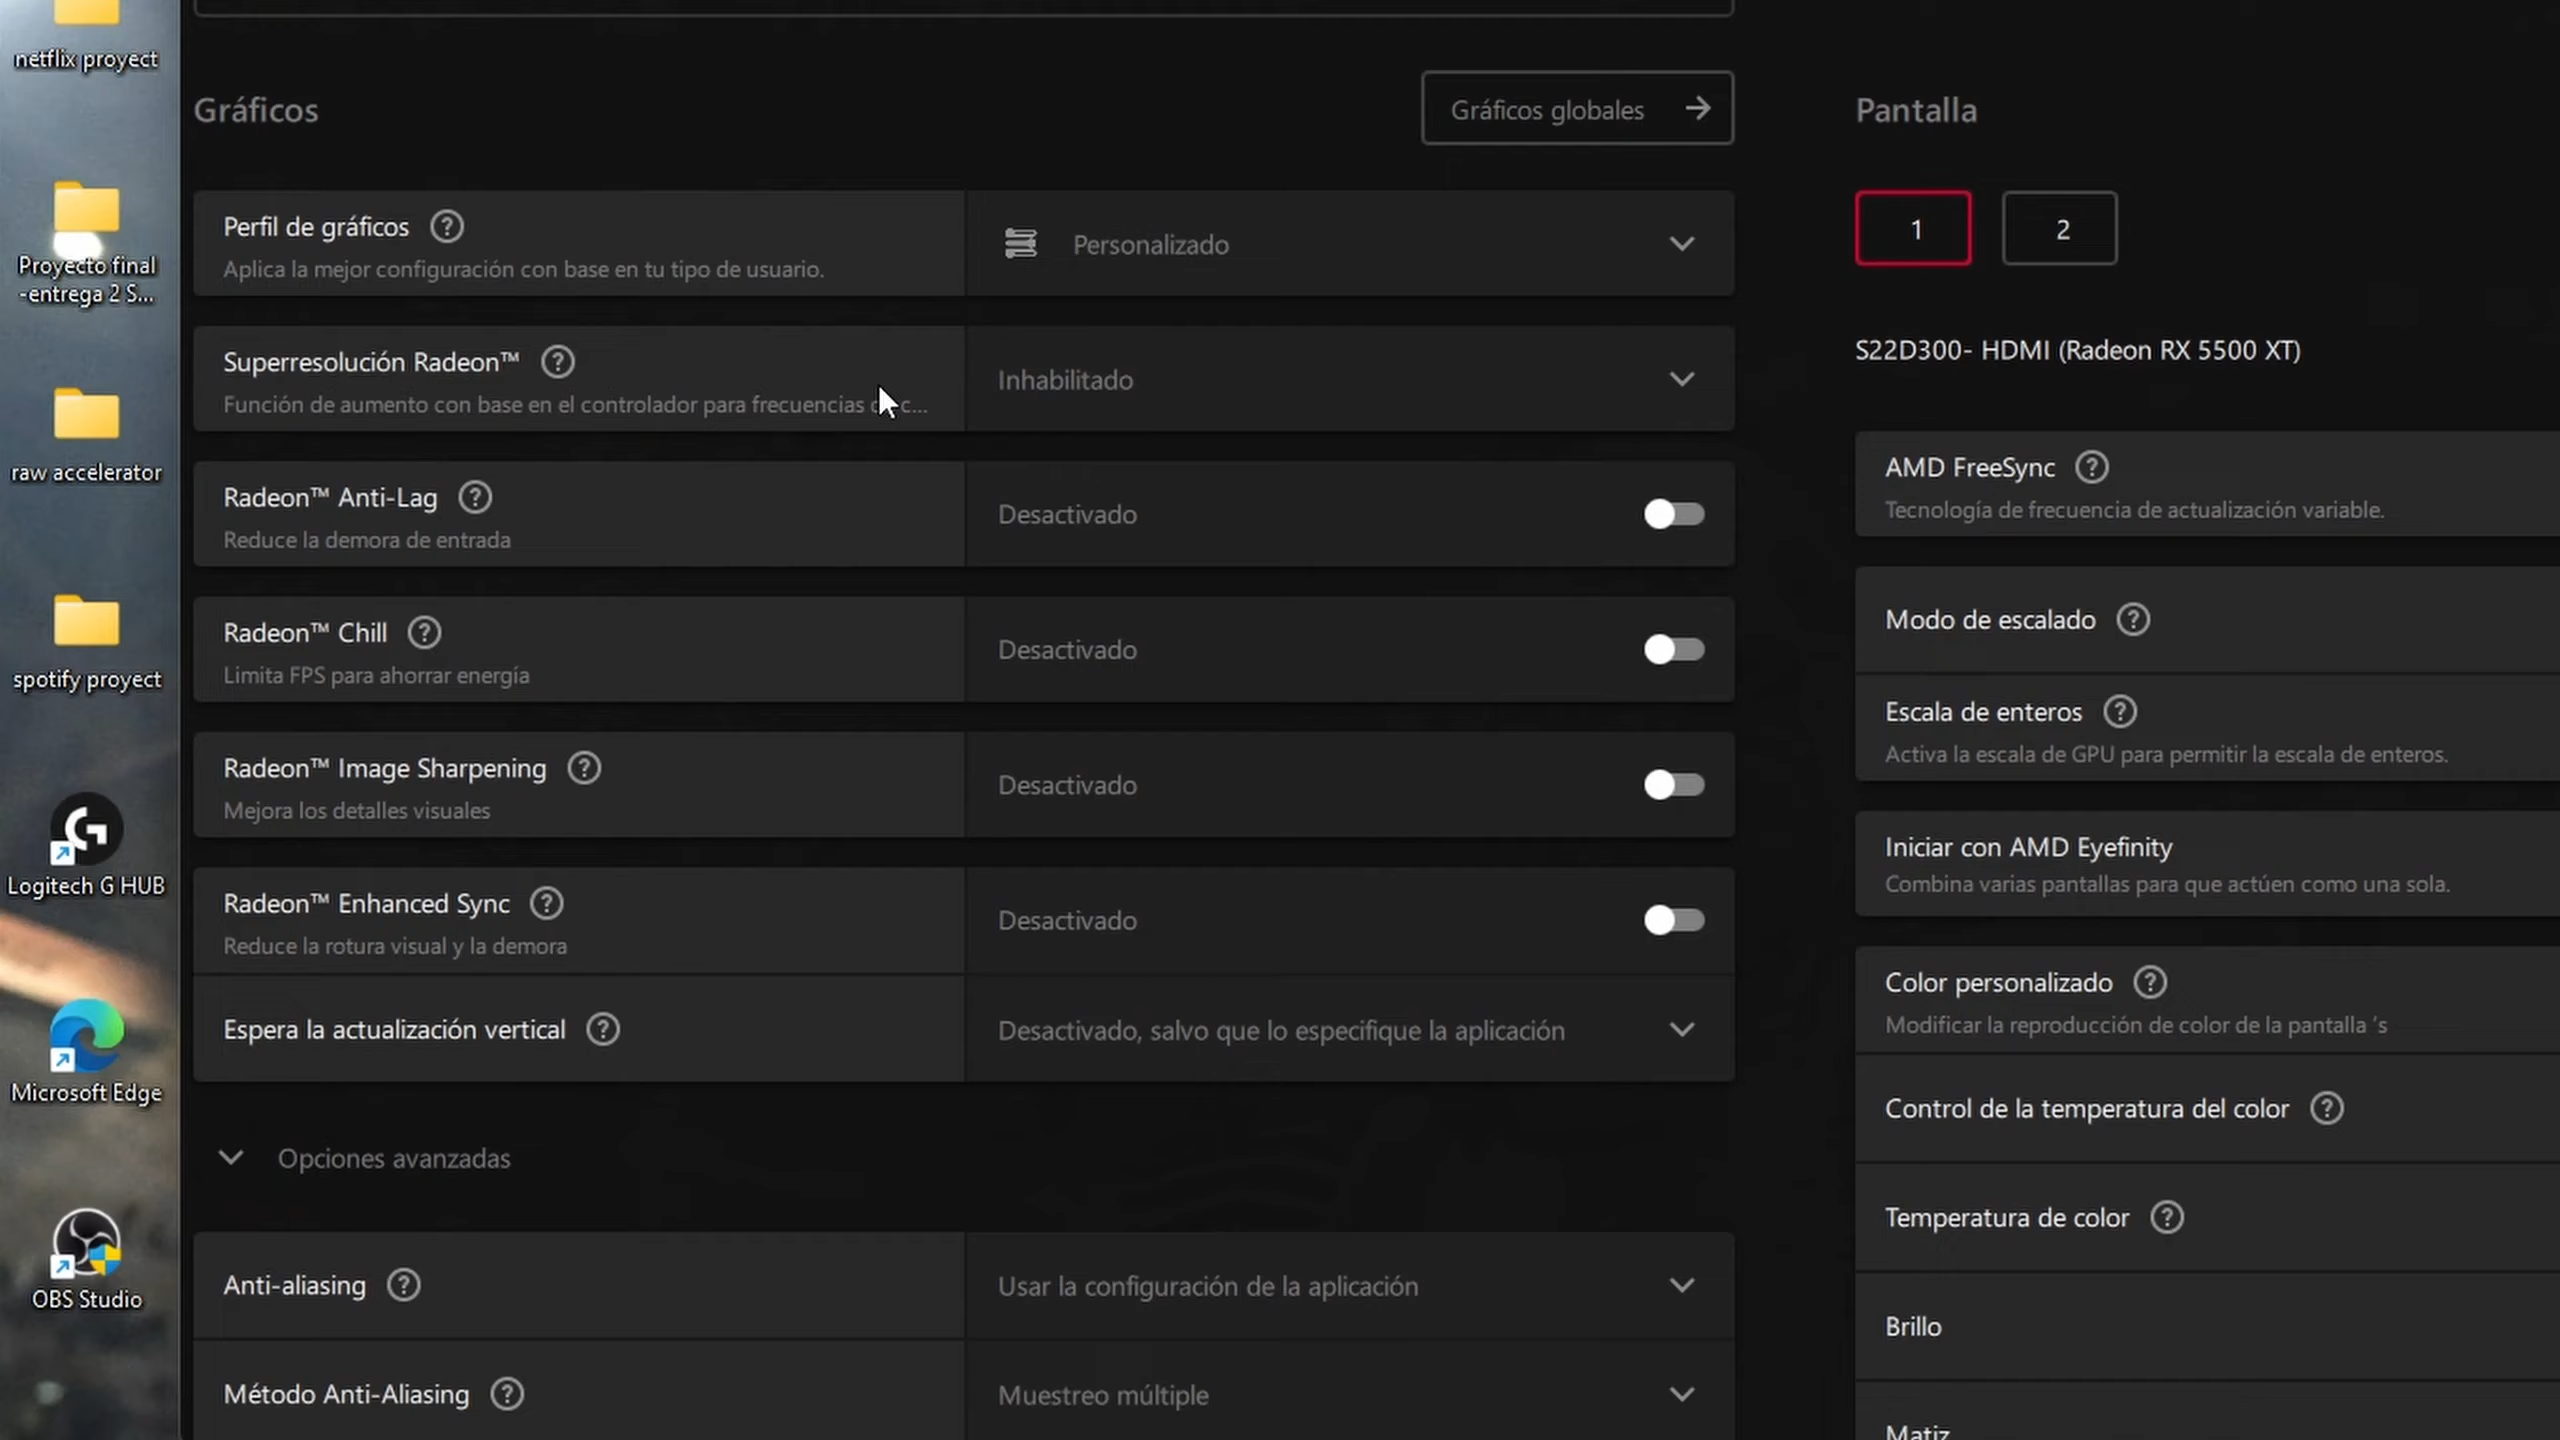 netflix proyect
Proyecto final
-entrega 2 S...
raw accelerator
spotify proyect
Logitech G HUB
Microsoft Edge
OBS Studio
Gráficos
Gráficos globales
Perfil de gráficos
Aplica la mejor configuración con base en tu tipo de usuario.
Personalizado
Superresolución Radeon™
Función de aumento con base en el controlador para frecuencias
Inhabilitado
Radeon™ Anti-Lag
Reduce la demora de entrada
Desactivado
Radeon™ Chill
Limita FPS para ahorrar energía
Desactivado
Radeon™ Image Sharpening
Mejora los detalles visuales
Desactivado
Radeon™ Enhanced Sync
Reduce la rotura visual y la demora
Desactivado
Espera la actualización vertical
Desactivado, salvo que lo especifique la aplicación
Opciones avanzadas
Anti-aliasing
Usar la configuración de la aplicación
Método Anti-Aliasing
Muestreo múltiple
Pantalla
1
2
S22D300- HDMI (Radeon RX 5500 XT)
AMD FreeSync
Tecnología de frecuencia de actualización variable.
Modo de escalado
Escala de enteros
Activa la escala de GPU para permitir la escala de enteros.
Iniciar con AMD Eyefinity
Combina varias pantallas para que actúen como una sola.
Color personalizado
Modificar la reproducción de color de la pantalla 's
Control de la temperatura del color
Temperatura de color
Brillo
Matiz